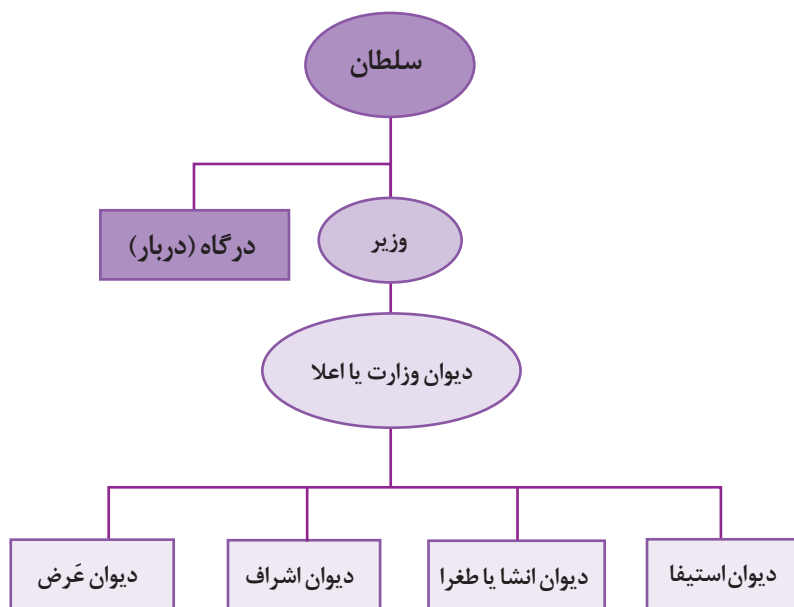 سلطان
وزیر
درگاه (دربار)
دیوان وزارت یا اعلا
دیوان استیفا
دیوان انشا یا طغرا
دیوان اشراف
دیوان عَرض